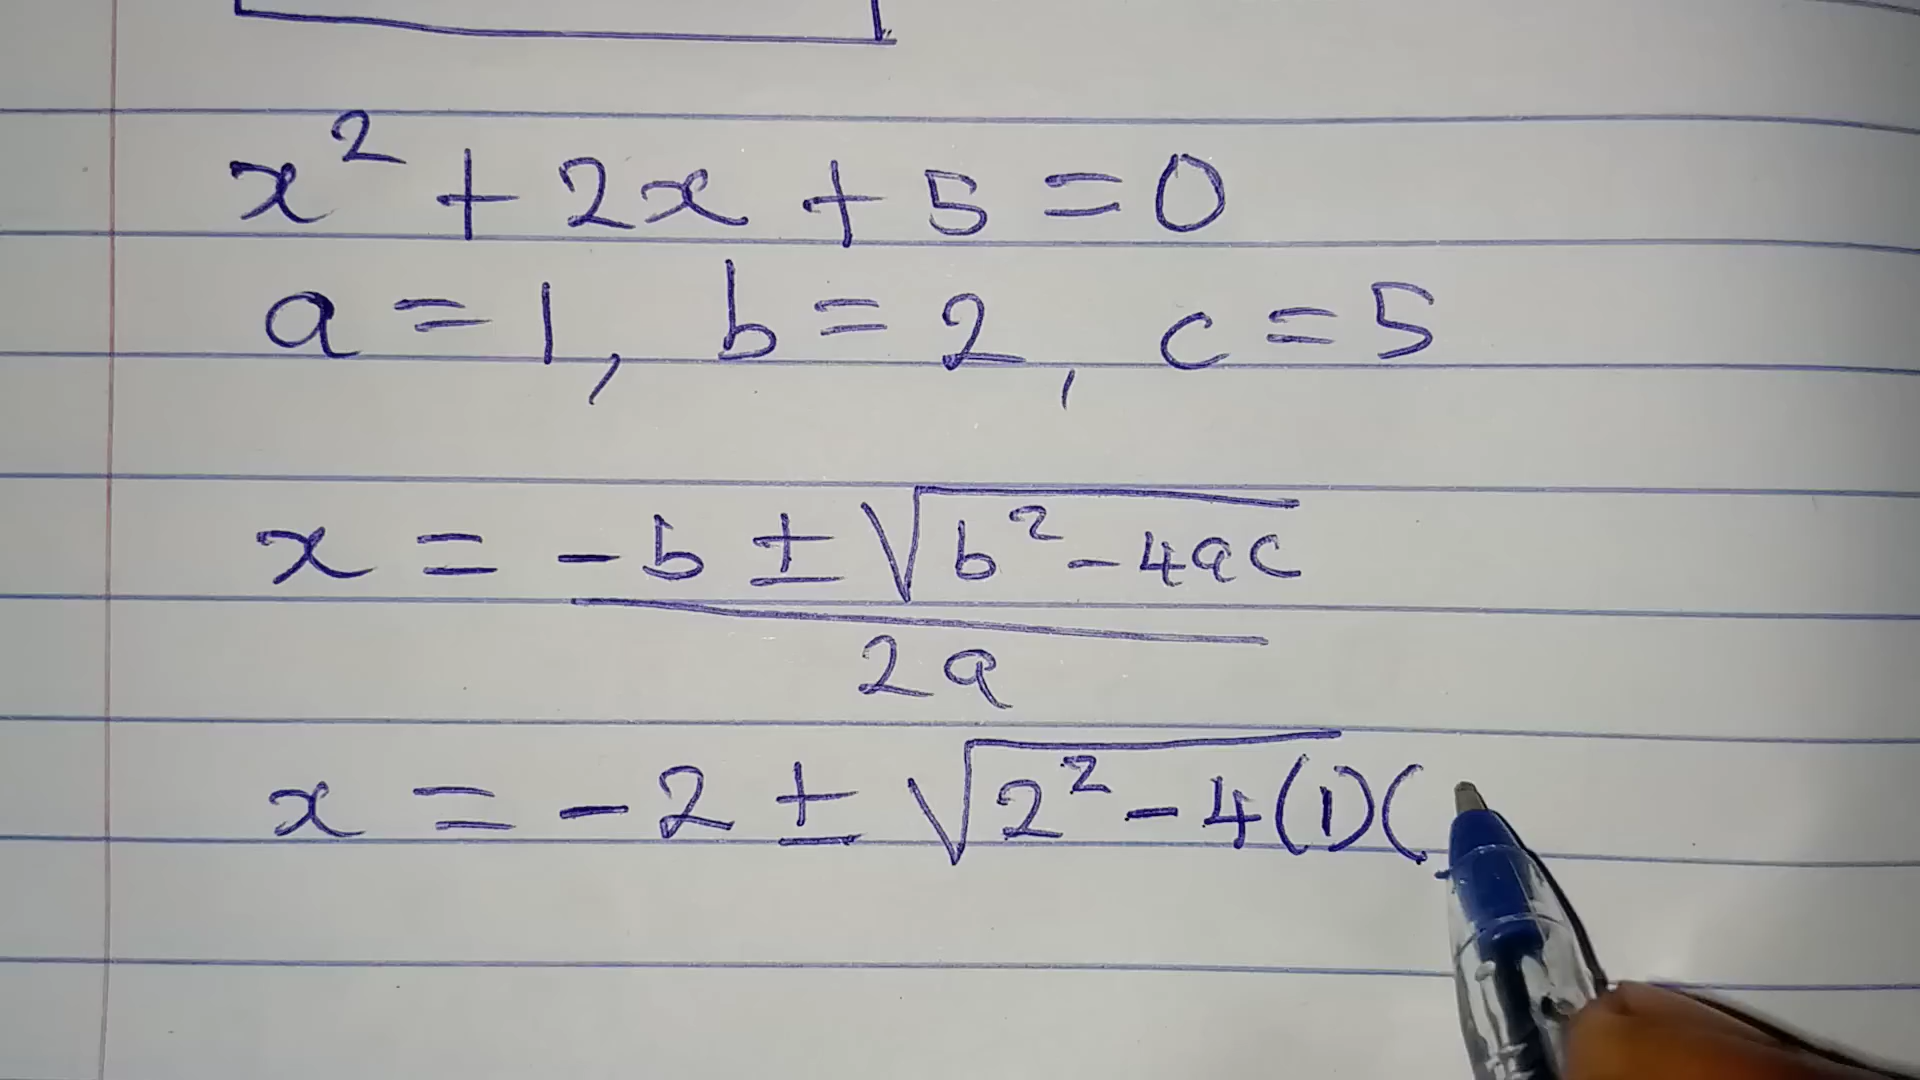 x² + 2x + 5 = 0
a = 1, b = 2, c = 5
x = -b ± √b² - 4ac
2a
x = -2 ± √2² - 4(1)(